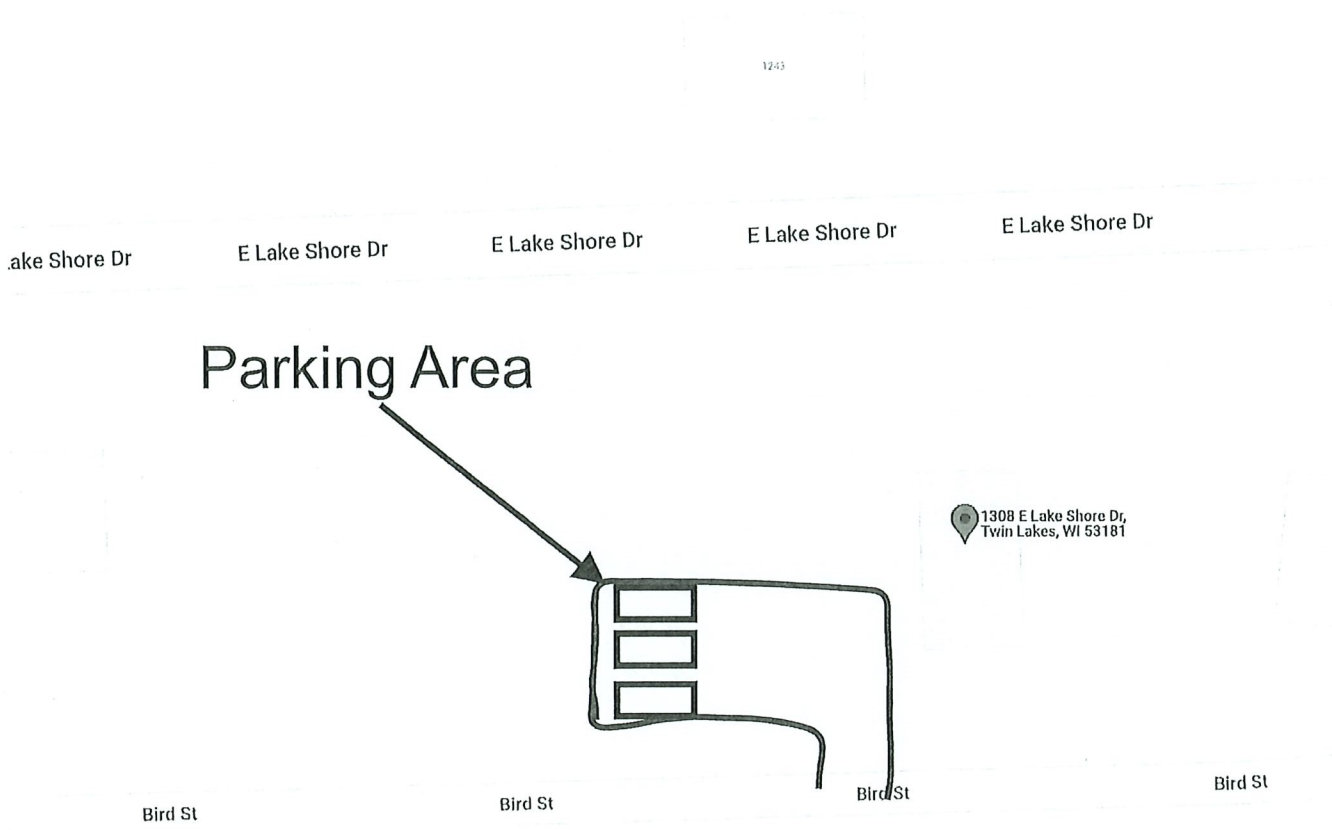 1243
ake Shore Dr
E Lake Shore Dr
E Lake Shore Dr
E Lake Shore Dr
E Lake Shore Dr
Parking Area
1308 E Lake Shore Dr,
Twin Lakes, WI 53181
Bird St
Bird St
Bird St
Bird St